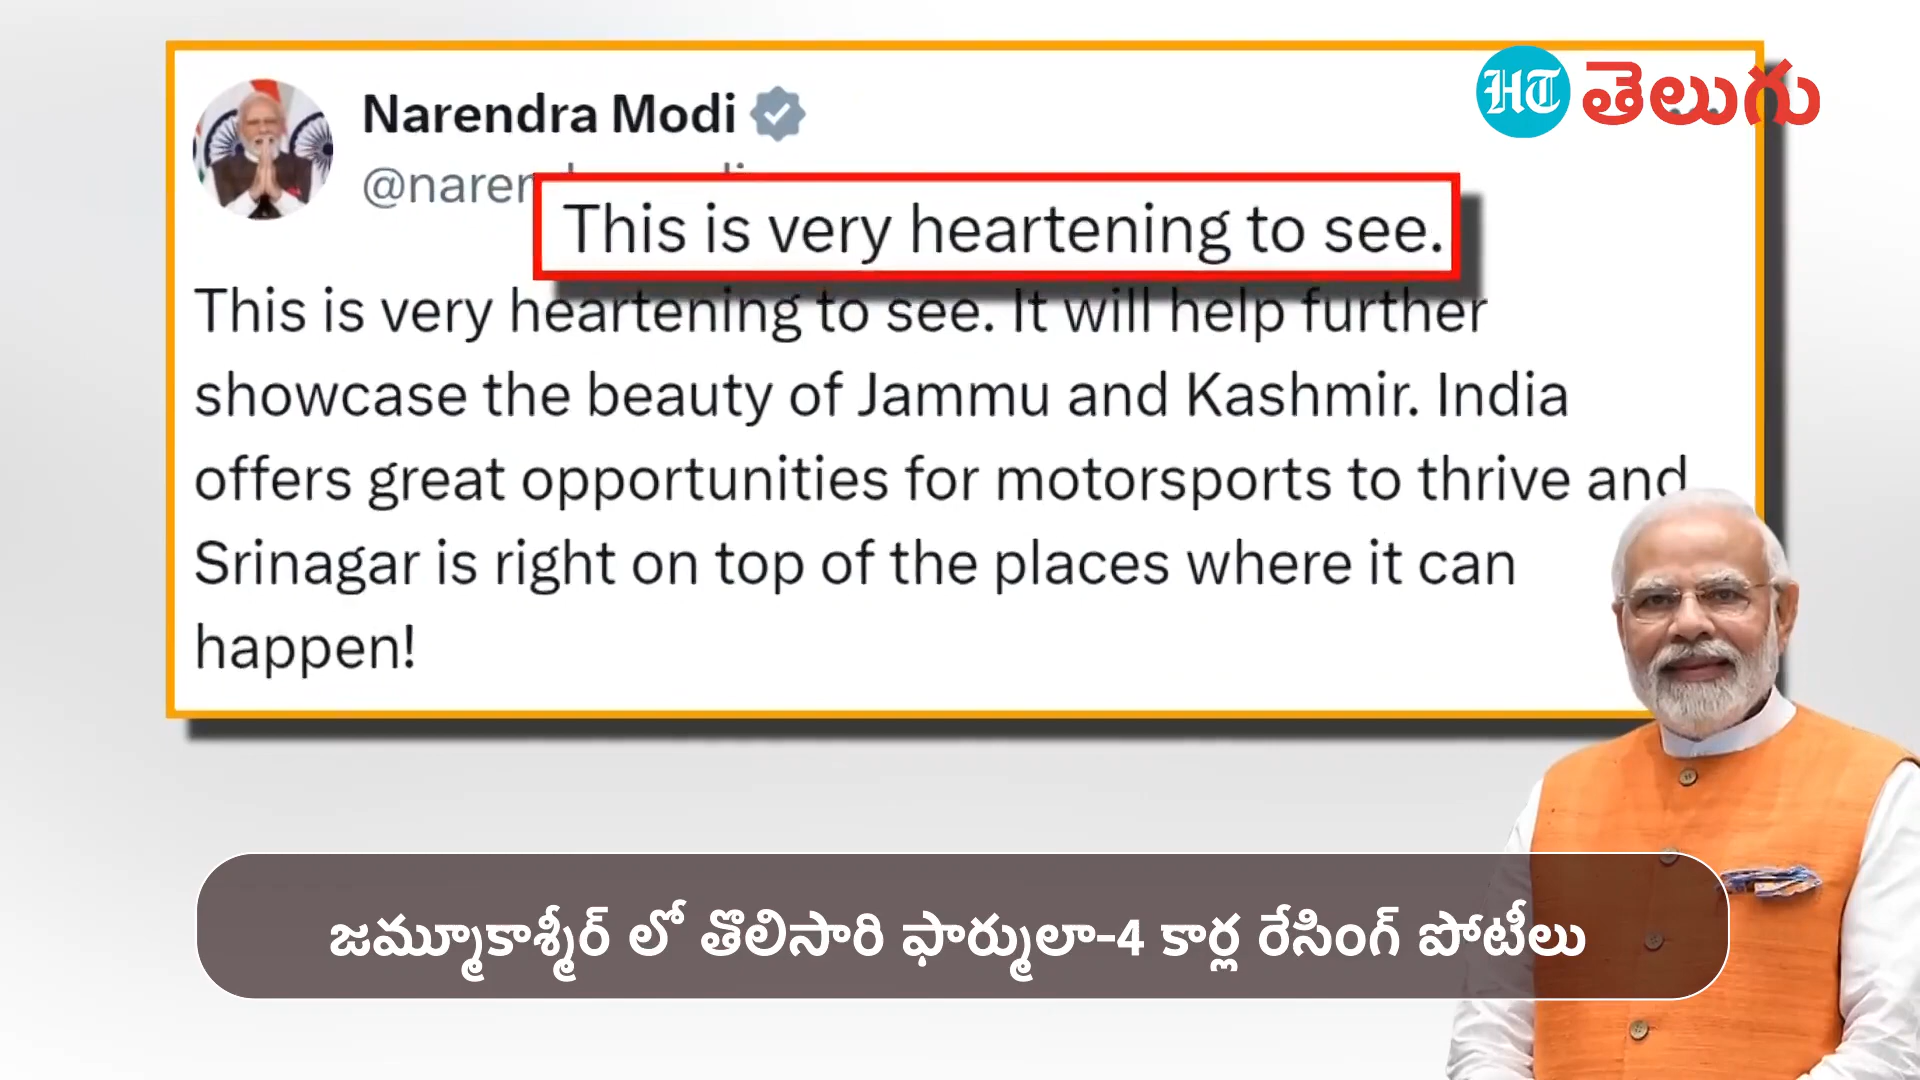 HT తెలుగు
Narendra Modi
This is very heartening to see.
This is very heartening to see. It will help further
showcase the beauty of Jammu and Kashmir. India
offers great opportunities for motorsports to thrive and
Srinagar is right on top of the places where it can
happen!
జమ్మూకాశ్మీర్ లో తొలిసారి ఫార్ములా-4 కార్ల రేసింగ్ పోటీలు